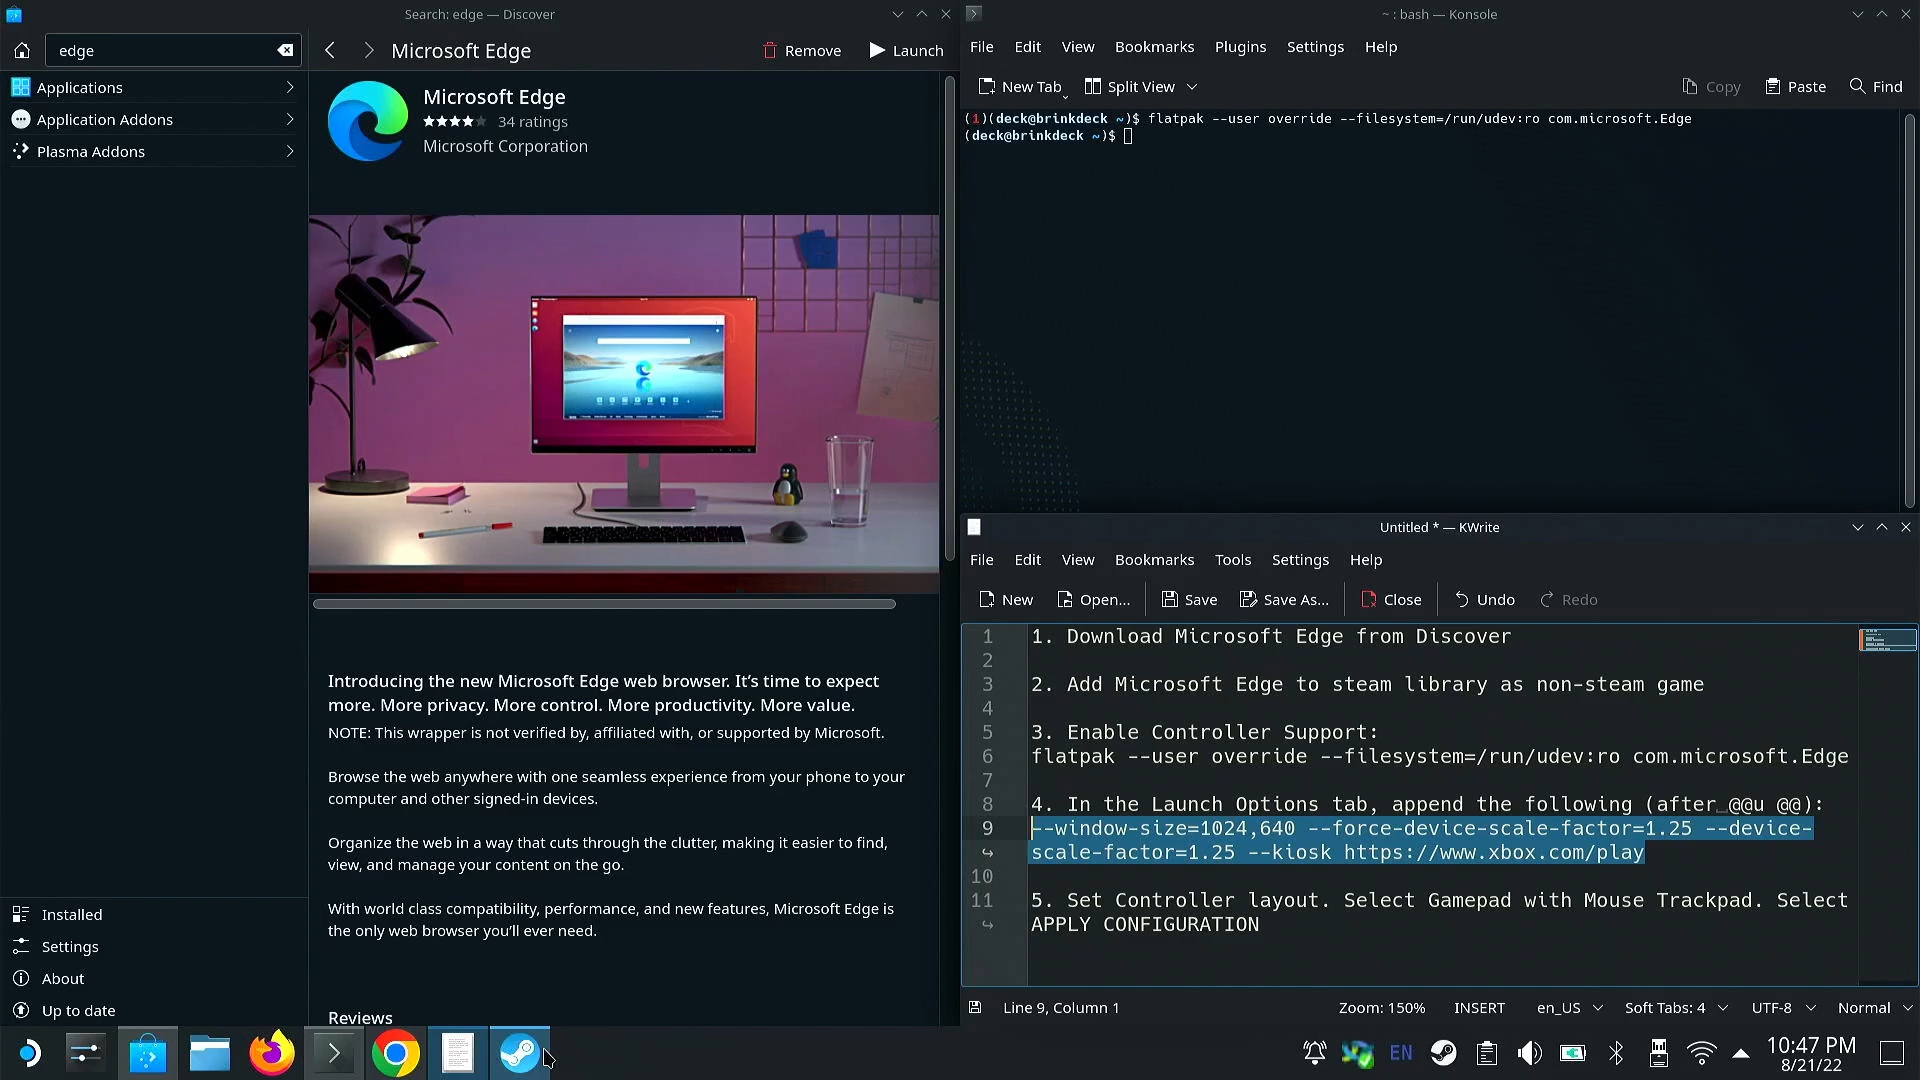 Search: edge — Discover
edge
Microsoft Edge
Remove
Launch
Applications
Application Addons
Plasma Addons
Microsoft Edge
34 ratings
Microsoft Corporation
Introducing the new Microsoft Edge web browser. It's time to expect
more. More privacy. More control. More productivity. More value.
NOTE: This wrapper is not verified by, affiliated with, or supported by Microsoft.
Browse the web anywhere with one seamless experience from your phone to your
computer and other signed-in devices.
Organize the web in a way that cuts through the clutter, making it easier to find,
view, and manage your content on the go.
With world class compatibility, performance, and new features, Microsoft Edge is
the only web browser you'll ever need.
Reviews
Installed
Settings
About
Up to date
~ : bash — Konsole
File Edit View Bookmarks Plugins Settings Help
New Tab Split View Copy Paste Find
(1)(deck@brinkdeck ~)$ flatpak --user override --filesystem=/run/udev:ro com.microsoft.Edge
(deck@brinkdeck ~)$
Untitled * — KWrite
File Edit View Bookmarks Tools Settings Help
New Open... Save Save As... Close Undo Redo
1 1. Download Microsoft Edge from Discover
2
3 2. Add Microsoft Edge to steam library as non-steam game
4
5 3. Enable Controller Support:
6 flatpak --user override --filesystem=/run/udev:ro com.microsoft.Edge
7
8 4. In the Launch Options tab, append the following (after @@u @@):
9 --window-size=1024,640 --force-device-scale-factor=1.25 --device-
scale-factor=1.25 --kiosk https://www.xbox.com/play
10
11 5. Set Controller layout. Select Gamepad with Mouse Trackpad. Select
APPLY CONFIGURATION
Line 9, Column 1
Zoom: 150%
INSERT
en_US
Soft Tabs: 4
UTF-8
Normal
EN
10:47 PM
8/21/22